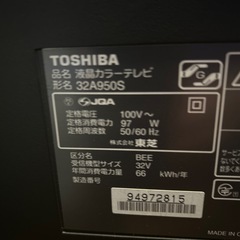 TOSHIBA
品名 液晶カラーテレビ
形名 32A950S
JQA
定格電圧 100V~
定格消費電力 97 W
定格周波数 50/60 Hz
株式会社 東芝
区分 BEE
受信機型サイズ 32V
年間消費電力量 66 kWh/年
製造番号
94972815
MADE IN